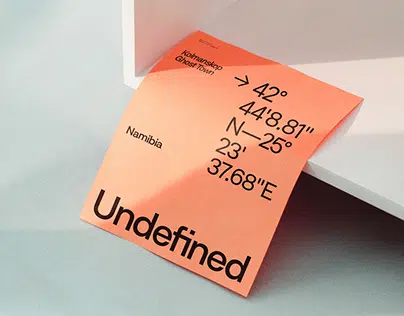 Kolmanskop
Ghost Town
→ 42°
44'8.81"
N—25°
23'
37.68"E
Namibia
Undefined